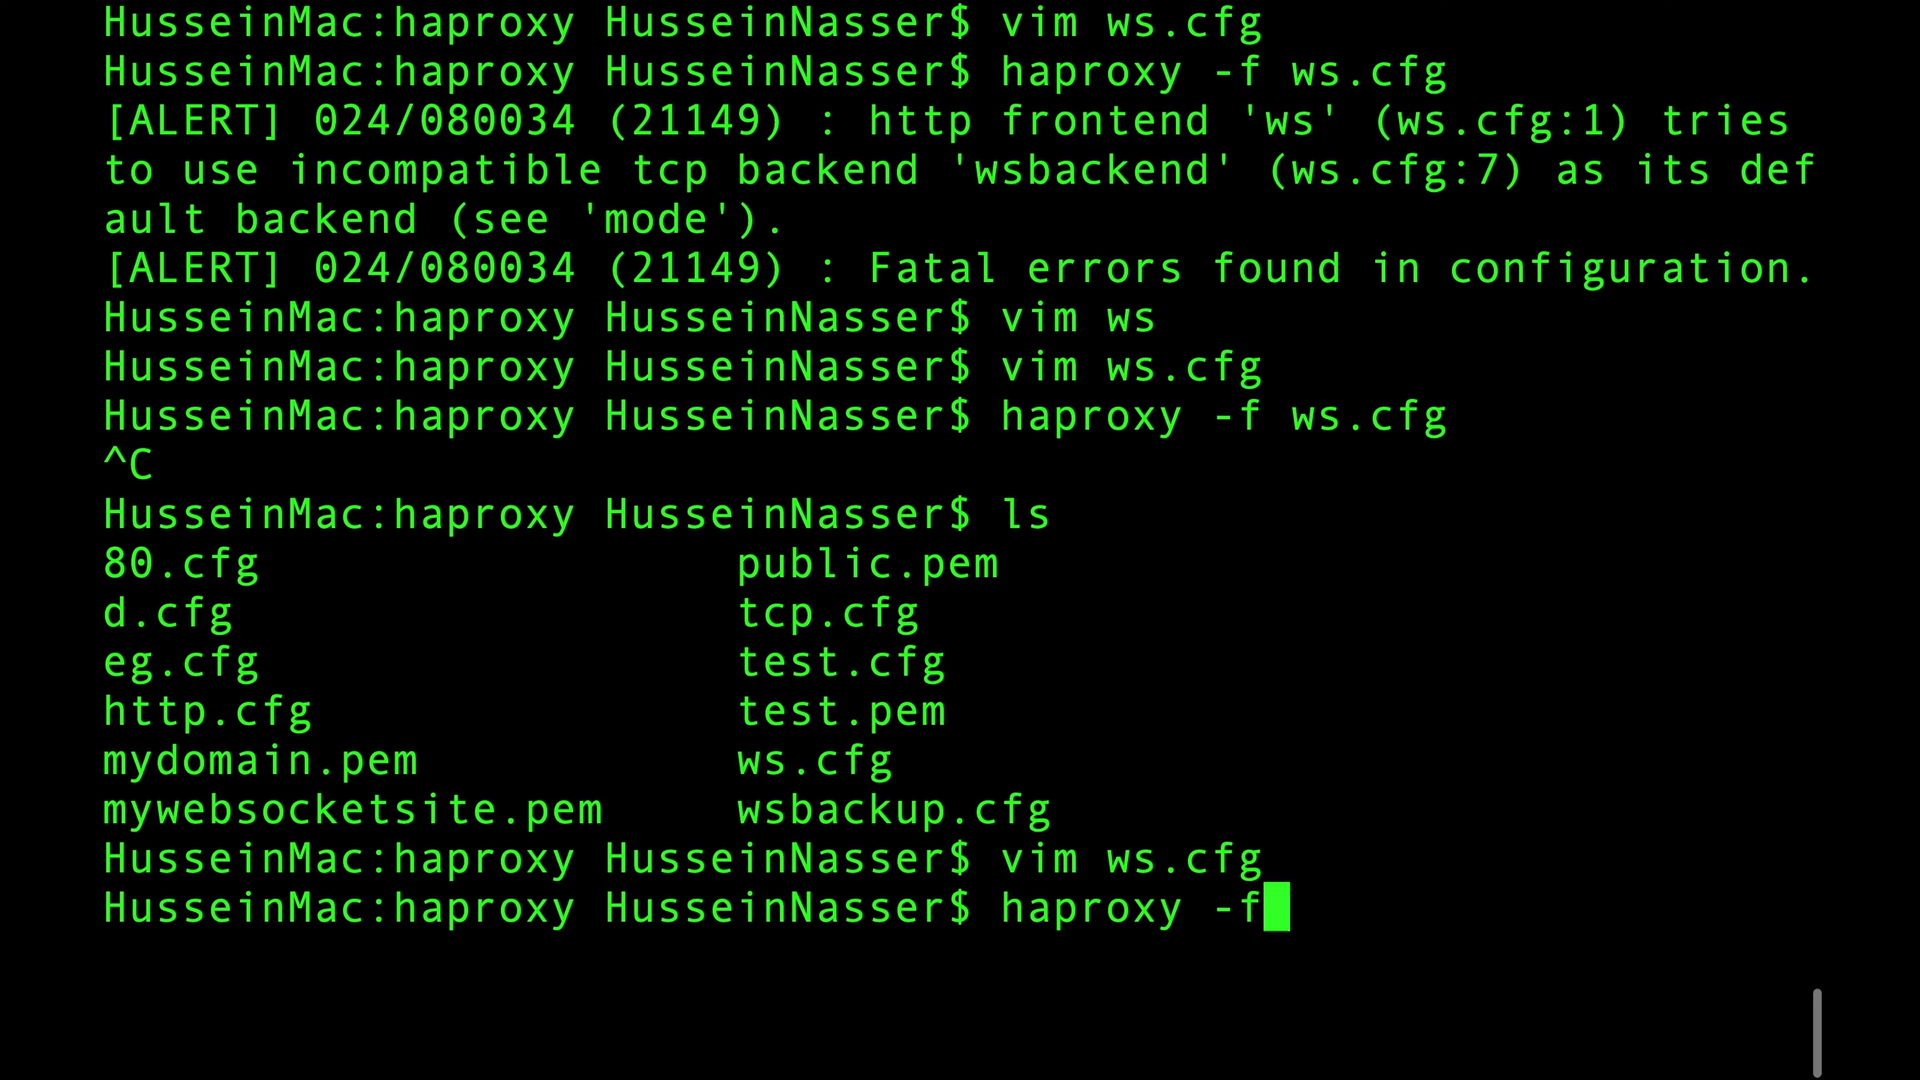 HusseinMac:haproxy HusseinNasser$ vim ws.cfg
HusseinMac:haproxy HusseinNasser$ haproxy -f ws.cfg
[ALERT] 024/080034 (21149) : http frontend 'ws' (ws.cfg:1) tries
to use incompatible tcp backend 'wsbackend' (ws.cfg:7) as its def
ault backend (see 'mode').
[ALERT] 024/080034 (21149) : Fatal errors found in configuration.
HusseinMac:haproxy HusseinNasser$ vim ws
HusseinMac:haproxy HusseinNasser$ vim ws.cfg
HusseinMac:haproxy HusseinNasser$ haproxy -f ws.cfg
^C
HusseinMac:haproxy HusseinNasser$ ls
80.cfg public.pem
d.cfg tcp.cfg
eg.cfg test.cfg
http.cfg test.pem
mydomain.pem ws.cfg
mywebsocketsite.pem wsbackup.cfg
HusseinMac:haproxy HusseinNasser$ vim ws.cfg
HusseinMac:haproxy HusseinNasser$ haproxy -f